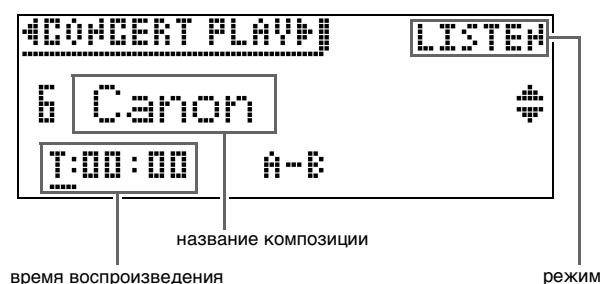 CONCERT PLAY LISTEN
6 Canon
T:00:00 A-B
название композиции
время воспроизведения режим